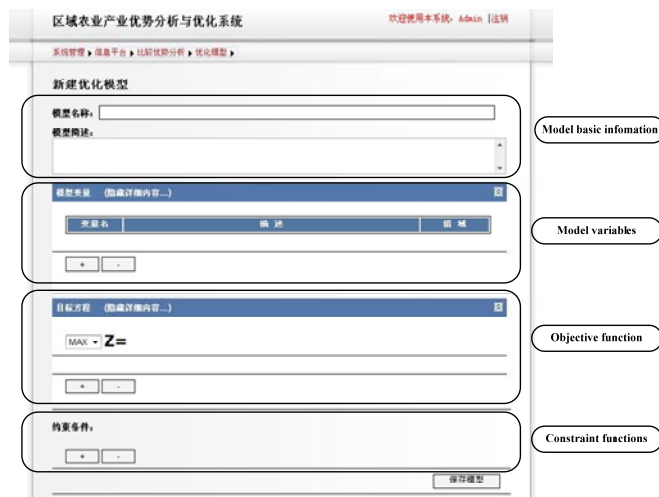 区域农业产业优势分析与优化系统
欢迎使用本系统, Admin |注销
系统管理 ▶ 信息平台 ▶ 比较优势分析 ▶ 优化模型 ▶
新建优化模型
模型名称:
模型简述:
Model basic infomation
模型变量 (隐藏详细内容...)
变量名 描述 值域
+ -
Model variables
目标方程 (隐藏详细内容...)
MAX Z=
+ -
Objective function
约束条件:
+ -
Constraint functions
保存模型